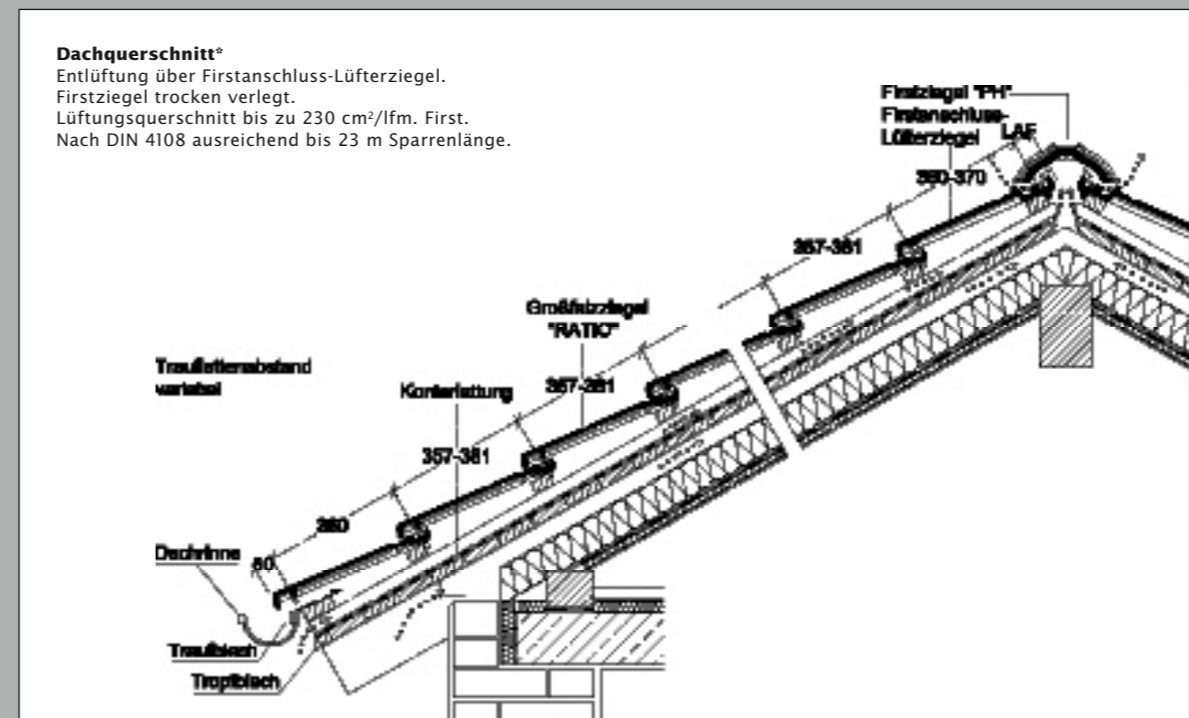 Dachquerschnitt*
Entlüftung über Firstanschluss-Lüfterziegel.
Firstziegel trocken verlegt.
Lüftungsquerschnitt bis zu 230 cm²/lfm. First.
Nach DIN 4108 ausreichend bis 23 m Sparrenlänge.
Firstziegel "PH"
Firstanschluss-
Lüfterziegel
LAF
360-370
357-381
Großfalzziegel
"RATIO"
Trauflattenabstand
variabel
Konterlattung
357-381
357-381
360
Dachrinne
60
Traufblech
Tropfblech